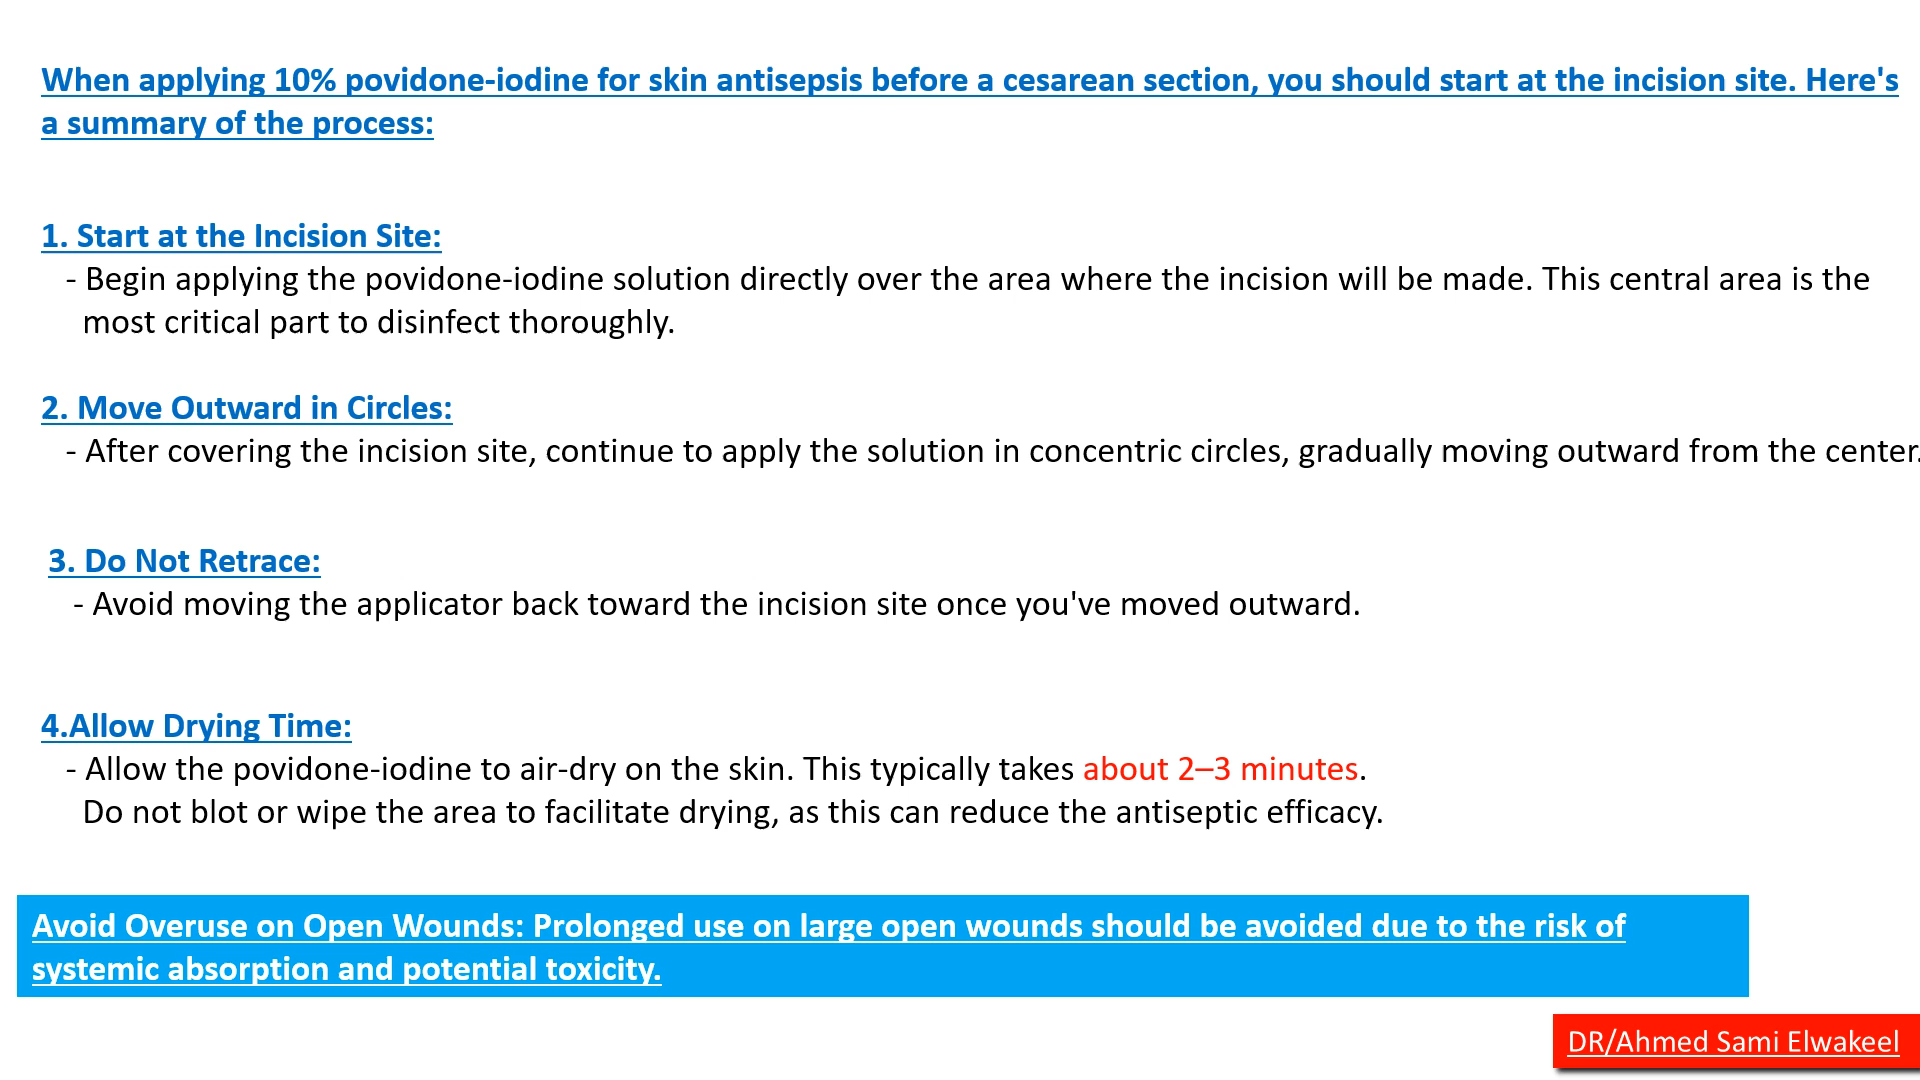 When applying 10% povidone-iodine for skin antisepsis before a cesarean section, you should start at the incision site. Here's
a summary of the process:
1. Start at the Incision Site:
- Begin applying the povidone-iodine solution directly over the area where the incision will be made. This central area is the
most critical part to disinfect thoroughly.
2. Move Outward in Circles:
- After covering the incision site, continue to apply the solution in concentric circles, gradually moving outward from the center.
3. Do Not Retrace:
- Avoid moving the applicator back toward the incision site once you've moved outward.
4.Allow Drying Time:
- Allow the povidone-iodine to air-dry on the skin. This typically takes about 2–3 minutes.
Do not blot or wipe the area to facilitate drying, as this can reduce the antiseptic efficacy.
Avoid Overuse on Open Wounds: Prolonged use on large open wounds should be avoided due to the risk of
systemic absorption and potential toxicity.
DR/Ahmed Sami Elwakeel